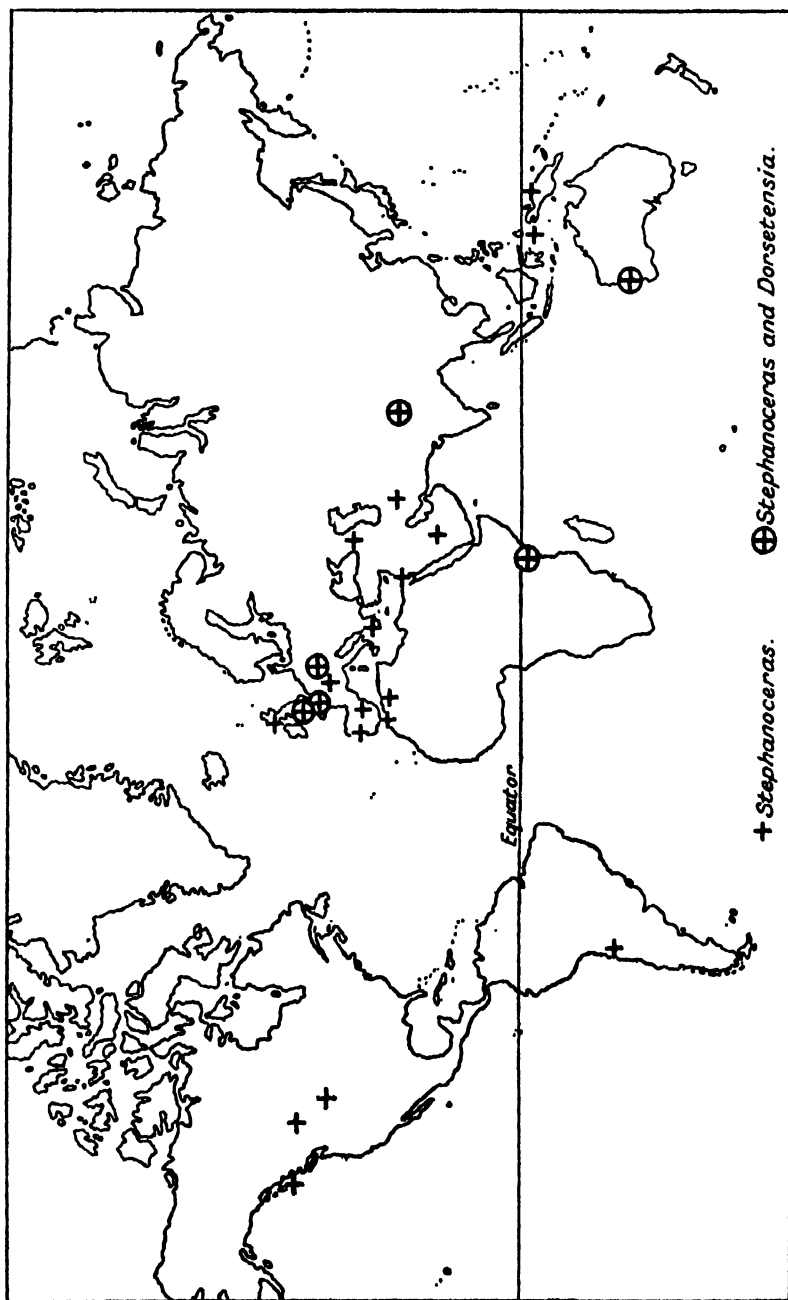 Equator
+ Stephanoceras.
⊕ Stephanoceras and Dorsetensia.